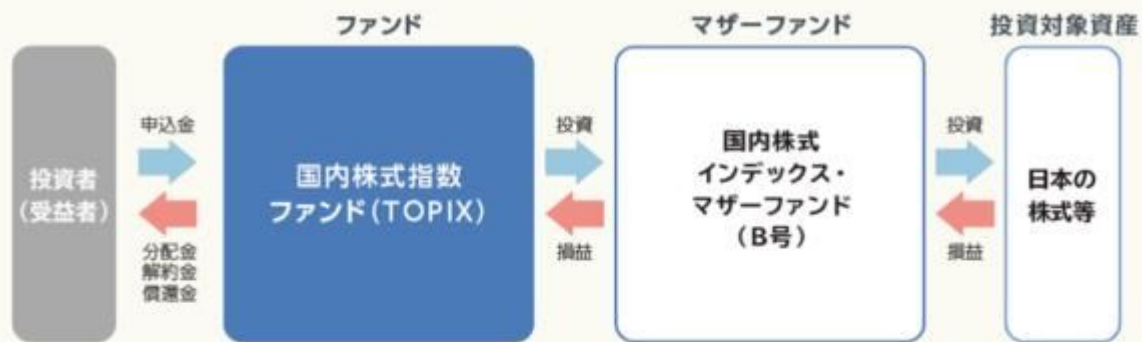 ファンド
マザーファンド
投資対象資産
投資者
(受益者)
申込金
分配金
解約金
償還金
国内株式指数
ファンド(TOPIX)
投資
損益
国内株式
インデックス・
マザーファンド
(B号)
投資
損益
日本の
株式等